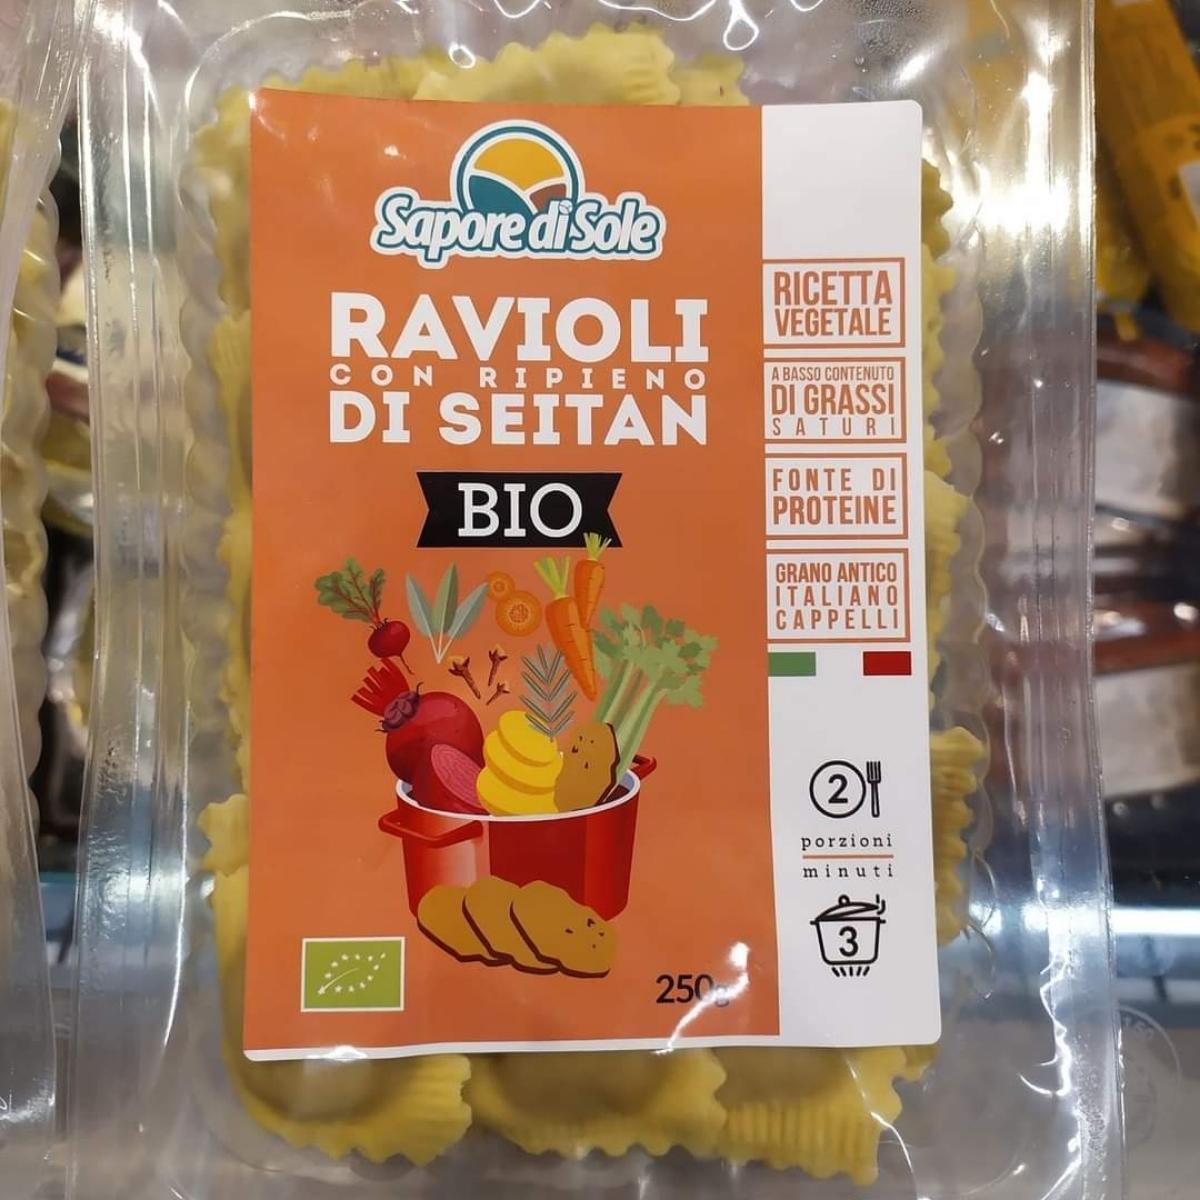 Sapore di Sole
RAVIOLI
CON RIPIENO
DI SEITAN
BIO
250g
RICETTA
VEGETALE
A BASSO CONTENUTO
DI GRASSI
SATURI
FONTE DI
PROTEINE
GRANO ANTICO
ITALIANO
CAPPELLI
2
porzioni
minuti
3